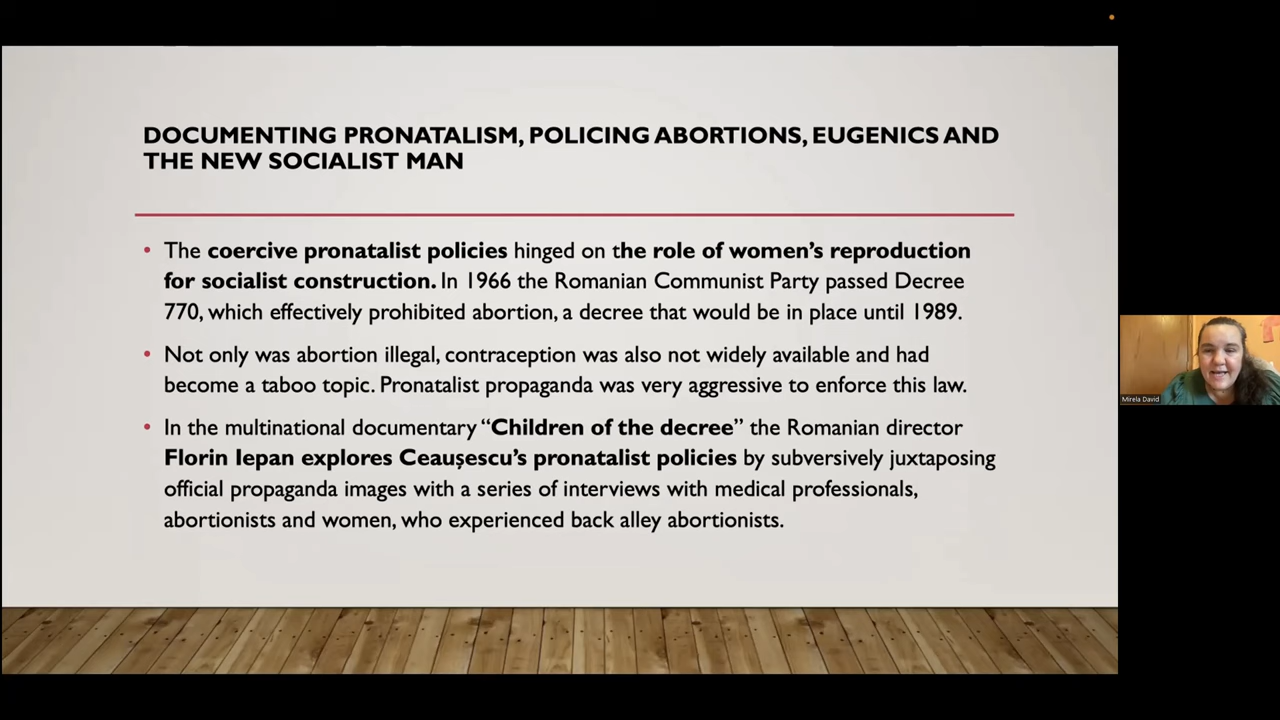 DOCUMENTING PRONATALISM, POLICING ABORTIONS, EUGENICS AND
THE NEW SOCIALIST MAN
• The coercive pronatalist policies hinged on the role of women's reproduction
for socialist construction. In 1966 the Romanian Communist Party passed Decree
770, which effectively prohibited abortion, a decree that would be in place until 1989.
• Not only was abortion illegal, contraception was also not widely available and had
become a taboo topic. Pronatalist propaganda was very aggressive to enforce this law.
• In the multinational documentary “Children of the decree” the Romanian director
Florin Iepan explores Ceaușescu's pronatalist policies by subversively juxtaposing
official propaganda images with a series of interviews with medical professionals,
abortionists and women, who experienced back alley abortionists.
Mirela David